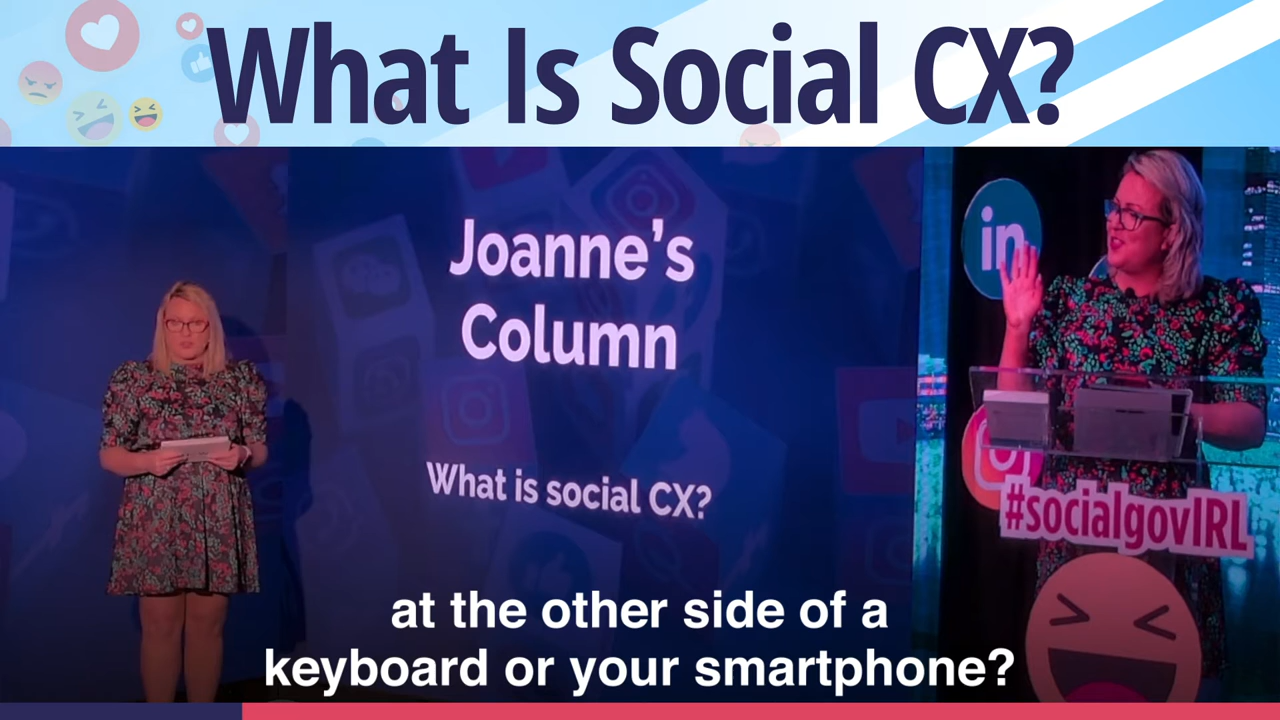 What Is Social CX?
Joanne's
Column
What is social CX?
in
#socialgovIRL
at the other side of a
keyboard or your smartphone?